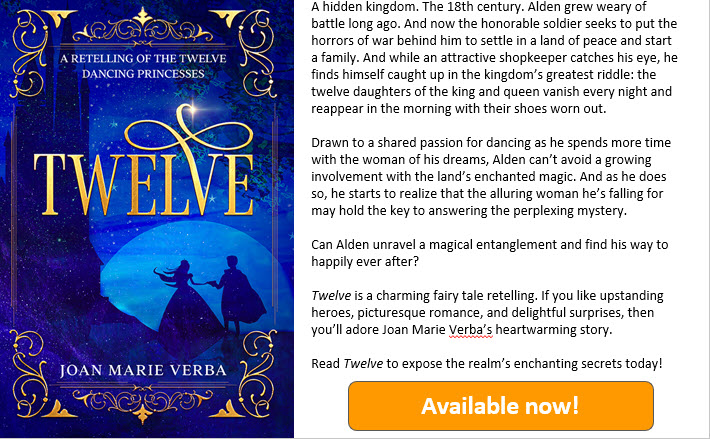 A RETELLING OF THE TWELVE
DANCING PRINCESSES
TWELVE
JOAN MARIE VERBA
A hidden kingdom. The 18th century. Alden grew weary of
battle long ago. And now the honorable soldier seeks to put the
horrors of war behind him to settle in a land of peace and start
a family. And while an attractive shopkeeper catches his eye, he
finds himself caught up in the kingdom’s greatest riddle: the
twelve daughters of the king and queen vanish every night and
reappear in the morning with their shoes worn out.
Drawn to a shared passion for dancing as he spends more time
with the woman of his dreams, Alden can’t avoid a growing
involvement with the land’s enchanted magic. And as he does
so, he starts to realize that the alluring woman he’s falling for
may hold the key to answering the perplexing mystery.
Can Alden unravel a magical entanglement and find his way to
happily ever after?
Twelve is a charming fairy tale retelling. If you like upstanding
heroes, picturesque romance, and delightful surprises, then
you’ll adore Joan Marie Verba’s heartwarming story.
Read Twelve to expose the realm’s enchanting secrets today!
Available now!